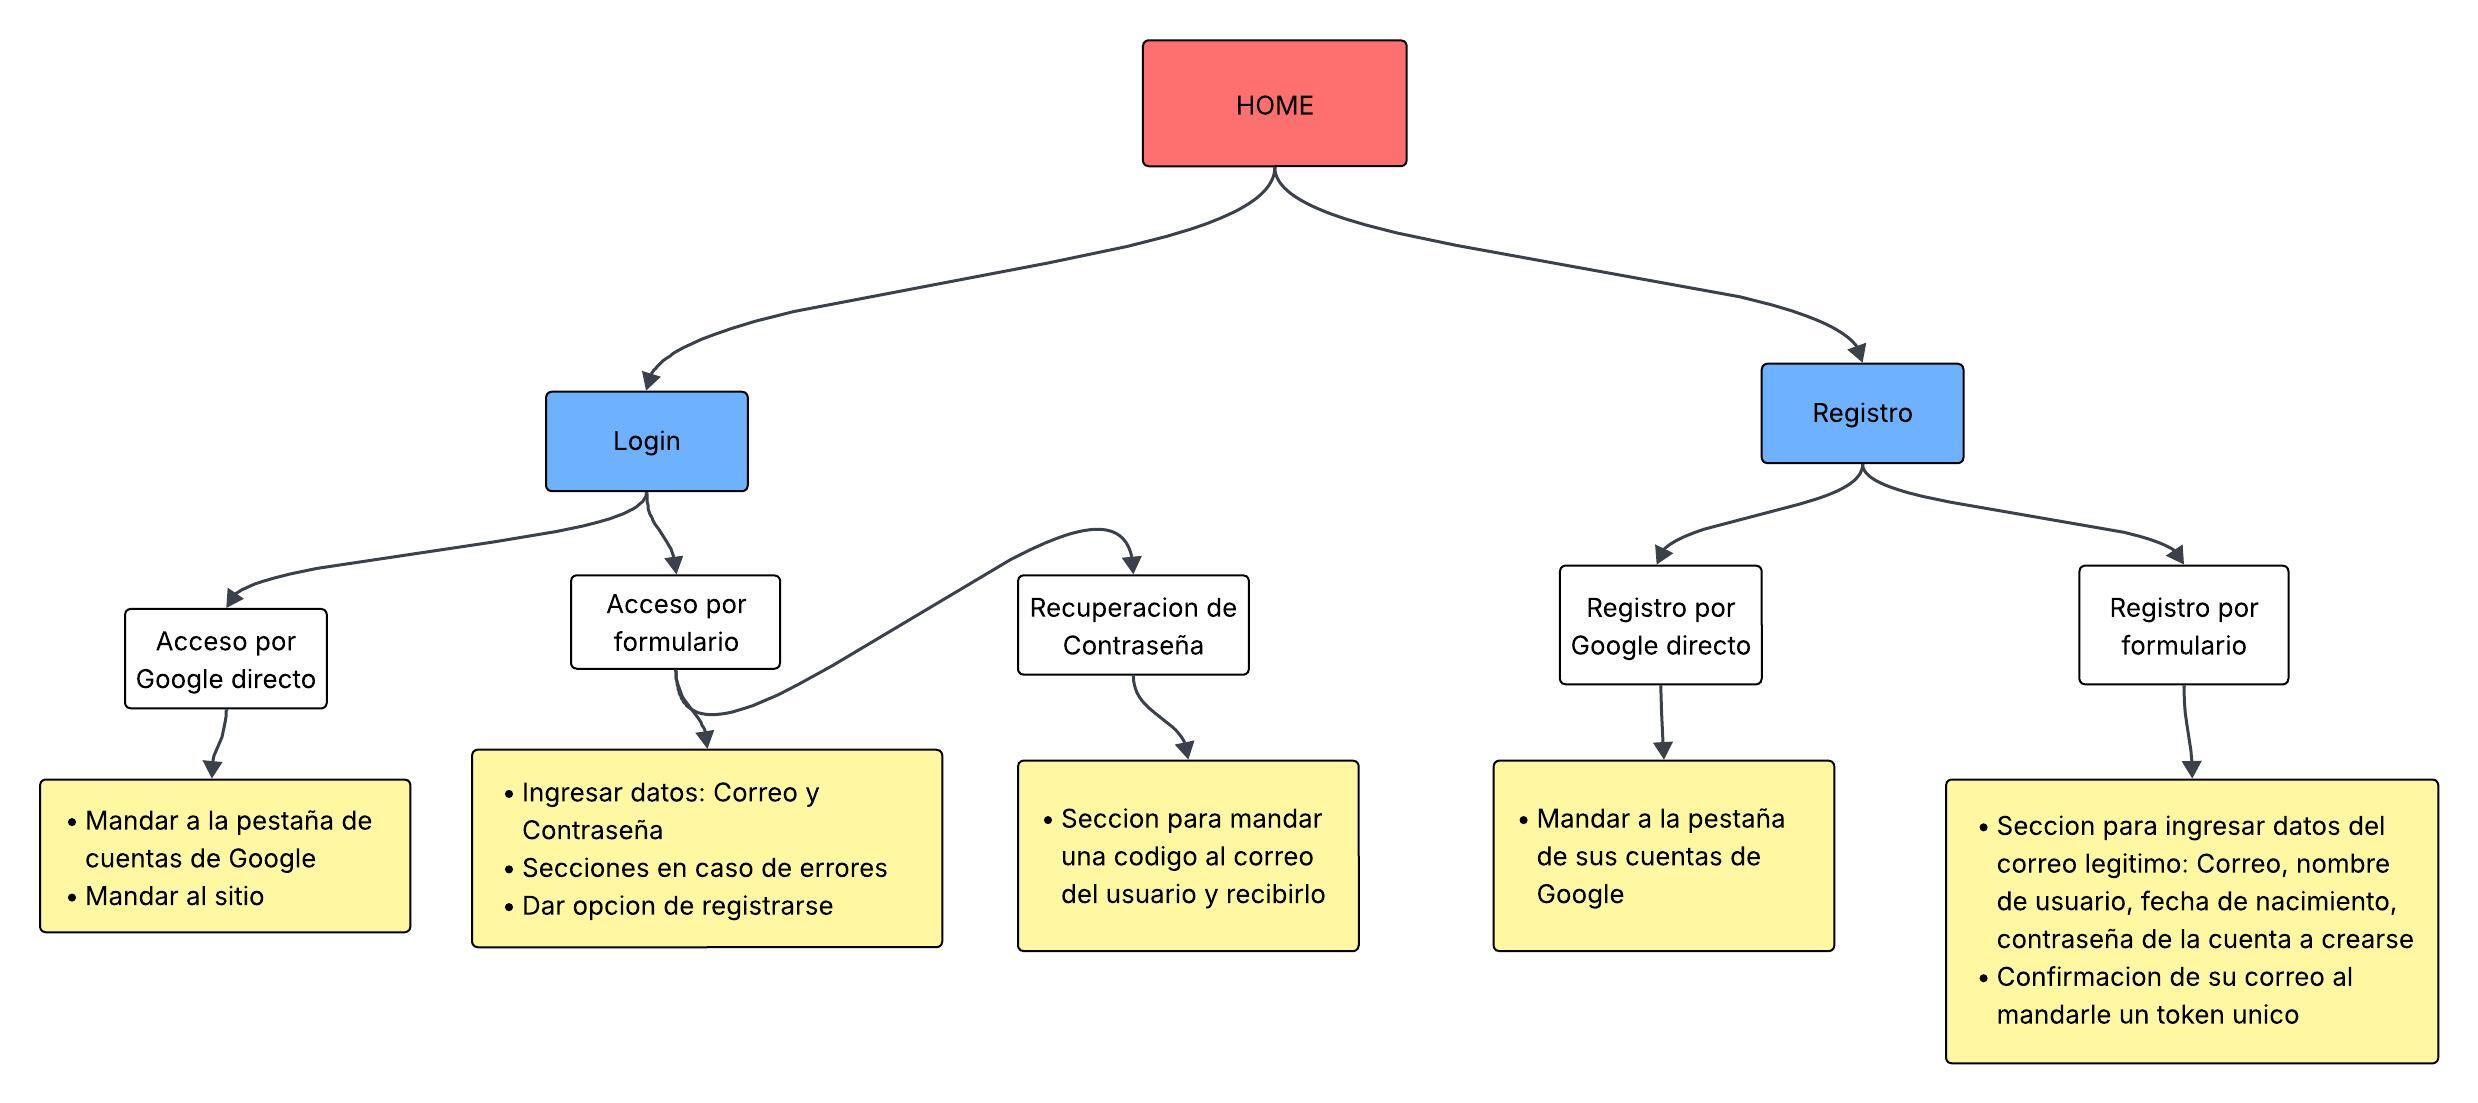 HOME
Login
Registro
Acceso por
Google directo
Acceso por
formulario
Recuperacion de
Contraseña
Registro por
Google directo
Registro por
formulario
• Mandar a la pestaña de
cuentas de Google
• Mandar al sitio
• Ingresar datos: Correo y
Contraseña
• Secciones en caso de errores
• Dar opcion de registrarse
• Seccion para mandar
una codigo al correo
del usuario y recibirlo
• Mandar a la pestaña
de sus cuentas de
Google
• Seccion para ingresar datos del
correo legitimo: Correo, nombre
de usuario, fecha de nacimiento,
contraseña de la cuenta a crearse
• Confirmacion de su correo al
mandarle un token unico